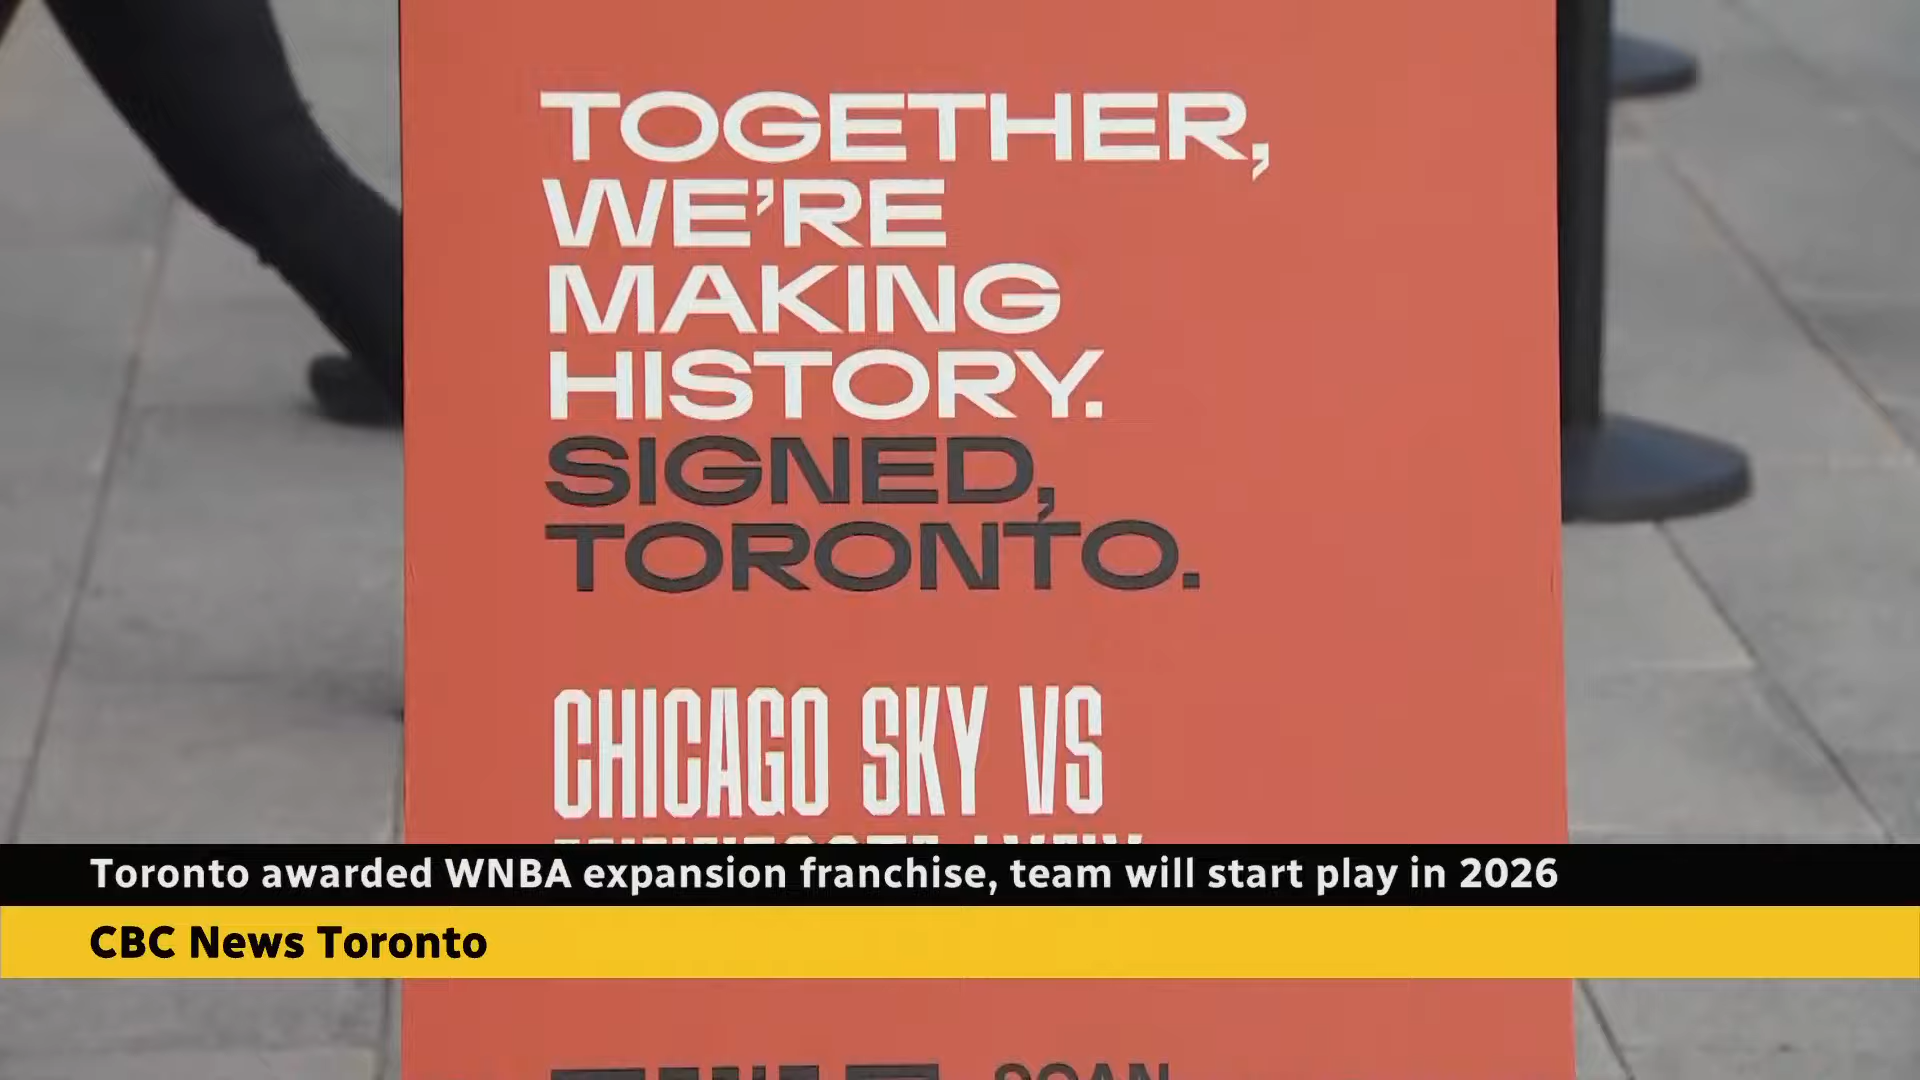 TOGETHER,
WE'RE
MAKING
HISTORY.
SIGNED,
TORONTO.
CHICAGO SKY VS
Toronto awarded WNBA expansion franchise, team will start play in 2026
CBC News Toronto